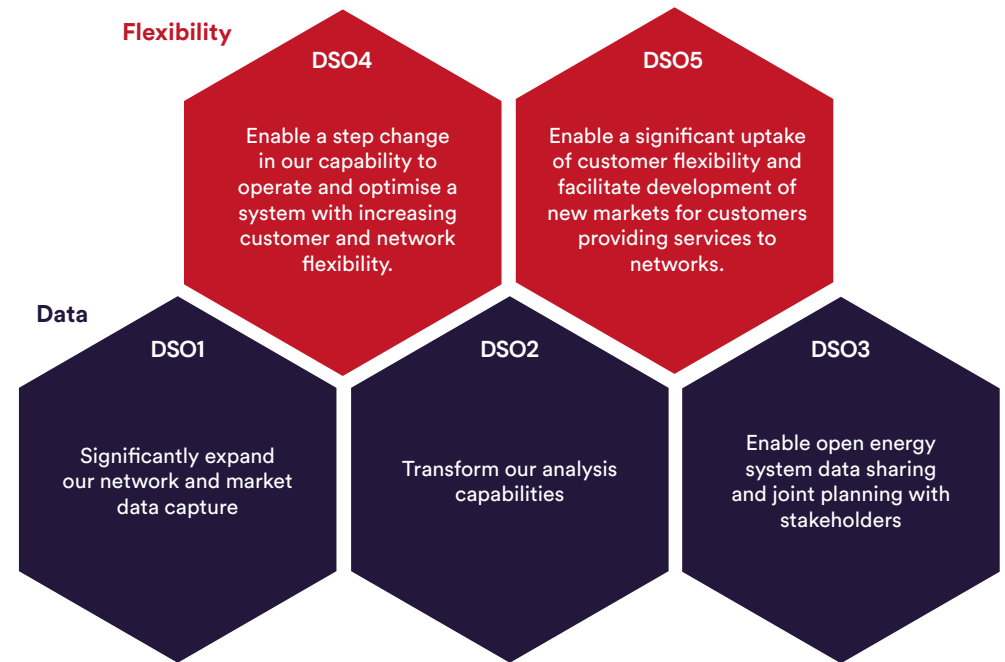 Flexibility
DSO4
Enable a step change
in our capability to
operate and optimise a
system with increasing
customer and network
flexibility.
DSO5
Enable a significant uptake
of customer flexibility and
facilitate development of
new markets for customers
providing services to
networks.
Data
DSO1
Significantly expand
our network and market
data capture
DSO2
Transform our analysis
capabilities
DSO3
Enable open energy
system data sharing
and joint planning with
stakeholders